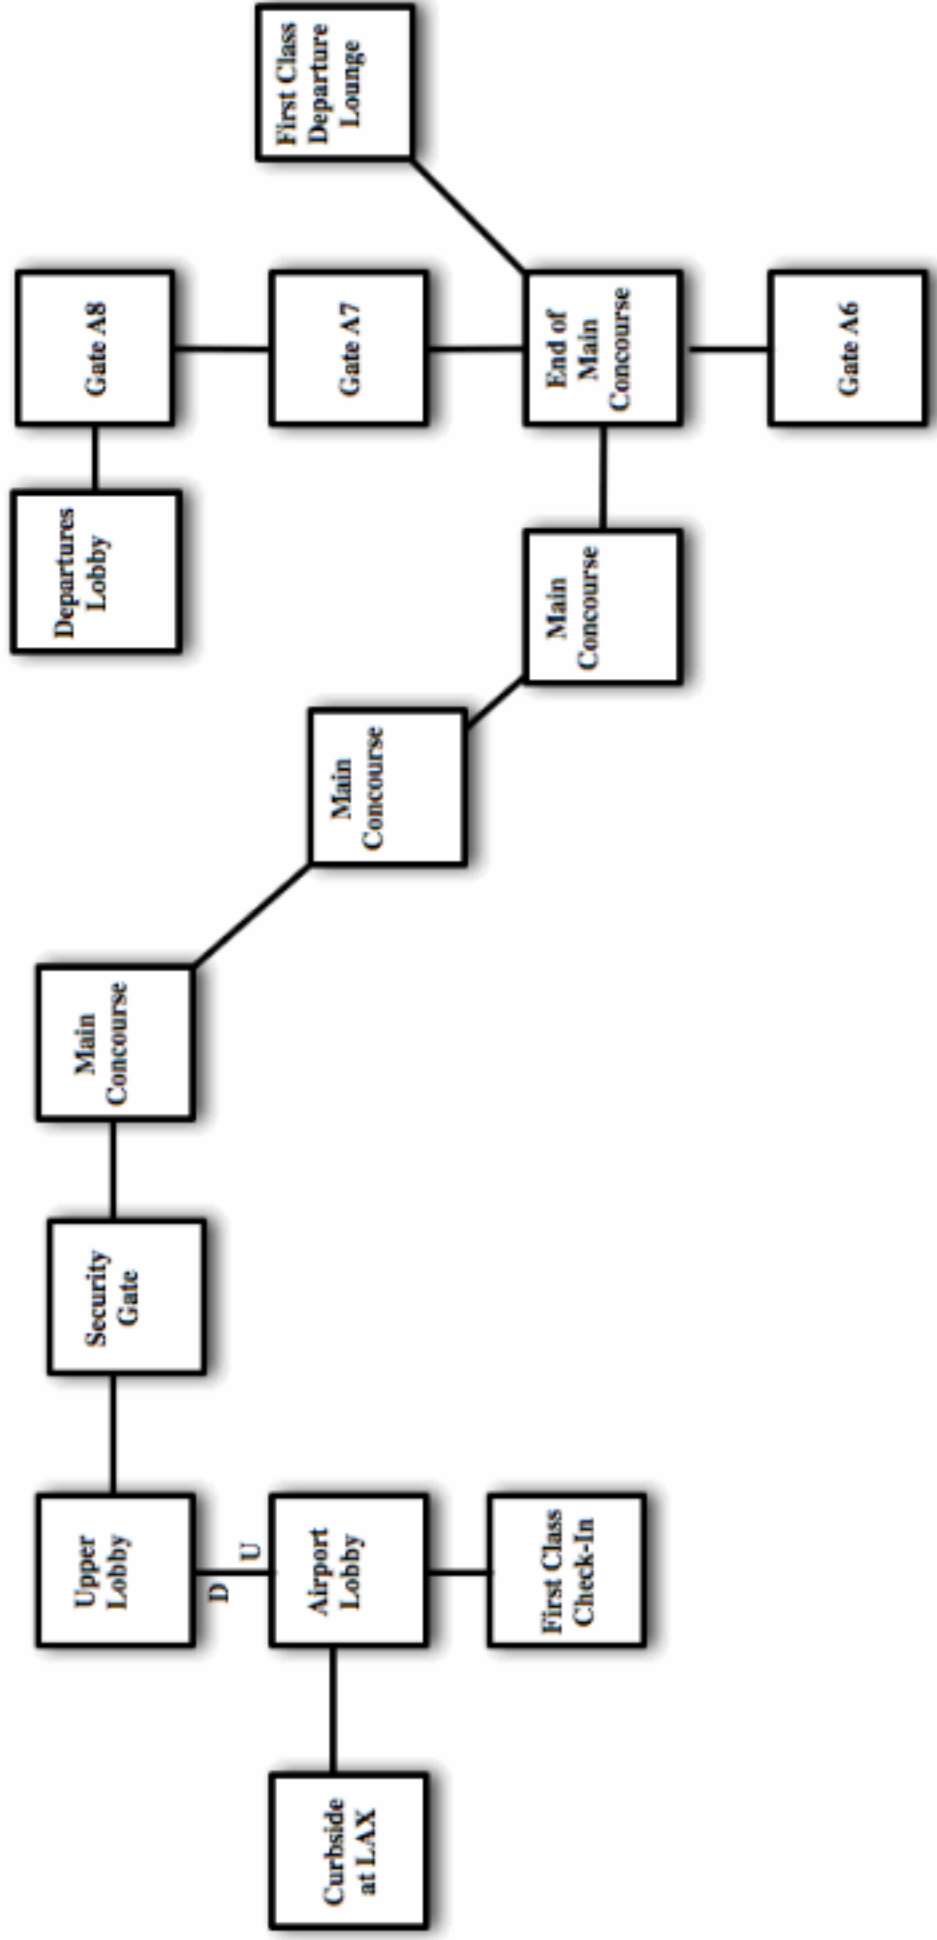 Upper
Lobby
Security
Gate
Main
Concourse
Departures
Lobby
Gate A8
D
U
Curbside
at LAX
Airport
Lobby
Main
Concourse
Gate A7
First Class
Departure
Lounge
First Class
Check-In
Main
Concourse
End of
Main
Concourse
Gate A6